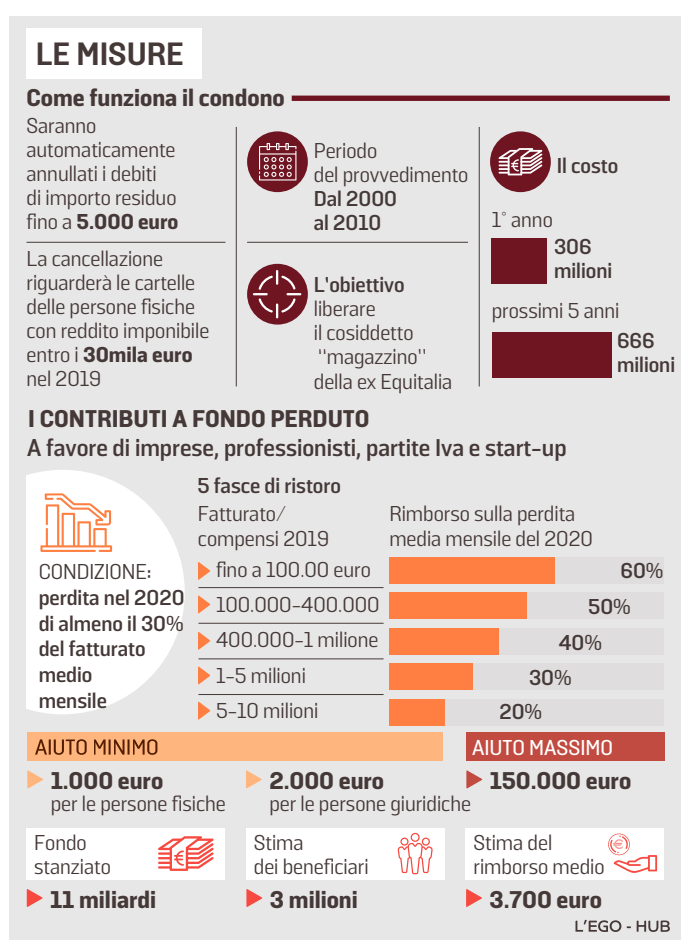 LE MISURE
Come funziona il condono
Saranno
automaticamente
annullati i debiti
di importo residuo
fino a 5.000 euro
La cancellazione
riguarderà le cartelle
delle persone fisiche
con reddito imponibile
entro i 30mila euro
nel 2019
Periodo
del provvedimento
Dal 2000
al 2010
L'obiettivo
liberare
il cosiddetto
"magazzino"
della ex Equitalia
Il costo
1° anno
306
milioni
prossimi 5 anni
666
milioni
I CONTRIBUTI A FONDO PERDUTO
A favore di imprese, professionisti, partite Iva e start-up
CONDIZIONE:
perdita nel 2020
di almeno il 30%
del fatturato
medio
mensile
5 fasce di ristoro
Fatturato/
compensi 2019
Rimborso sulla perdita
media mensile del 2020
fino a 100.00 euro
60%
100.000-400.000
50%
400.000-1 milione
40%
1-5 milioni
30%
5-10 milioni
20%
AIUTO MINIMO
1.000 euro
per le persone fisiche
2.000 euro
per le persone giuridiche
AIUTO MASSIMO
150.000 euro
Fondo
stanziato
11 miliardi
Stima
dei beneficiari
3 milioni
Stima del
rimborso medio
3.700 euro
L'EGO - HUB